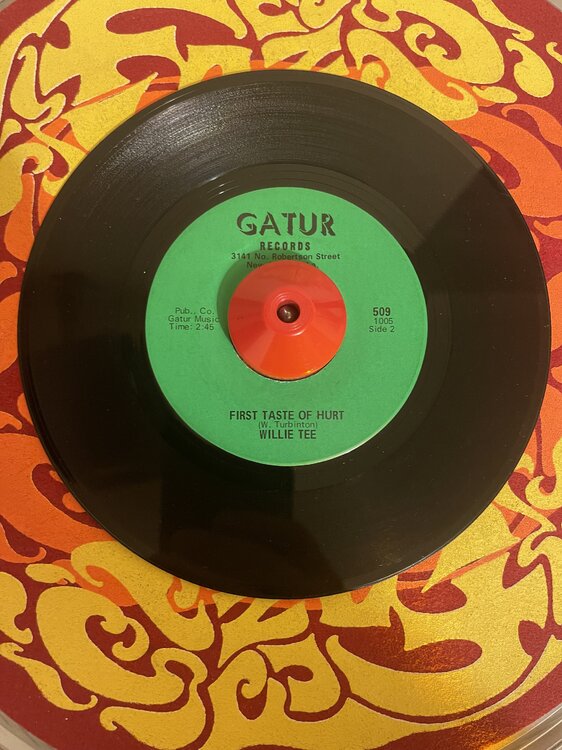 GATUR
RECORDS
3141 No. Robertson Street
Pub., Co.
Gatur Music
Time: 2:45
509
1005
Side 2
FIRST TASTE OF HURT
(W. Turbinton)
WILLIE TEE